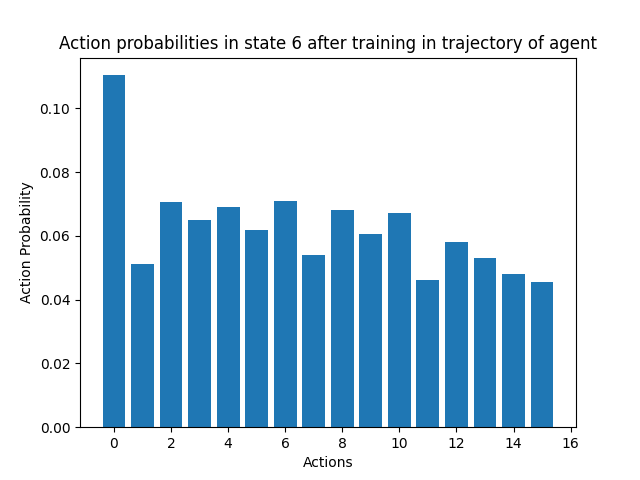 Action probabilities in state 6 after training in trajectory of agent
0.10
0.08
0.06
0.04
0.02
0.00
Action Probability
0 2 4 6 8 10 12 14 16
Actions